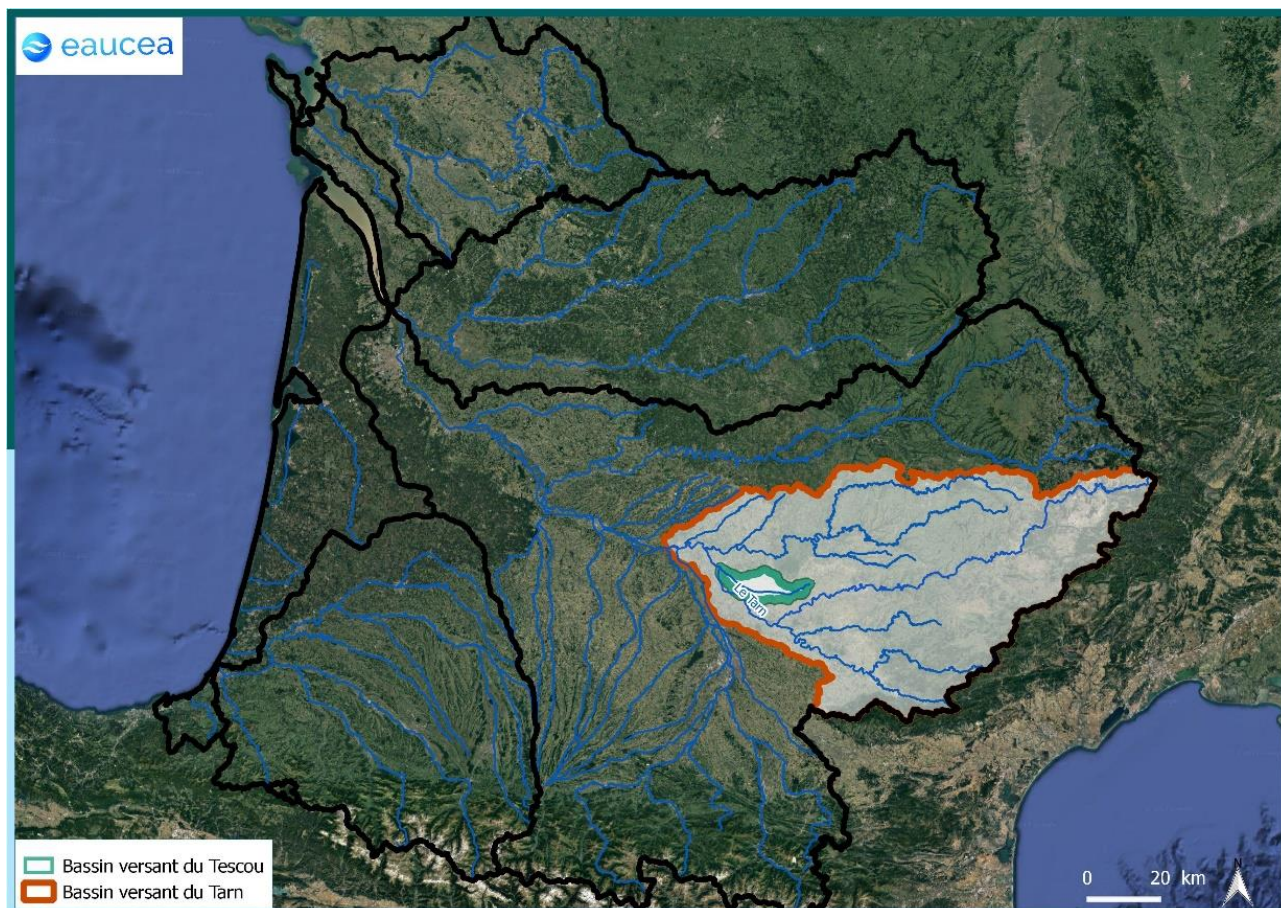 eaucea
Le Tarn
Bassin versant du Tescou
Bassin versant du Tarn
0 20 km
N